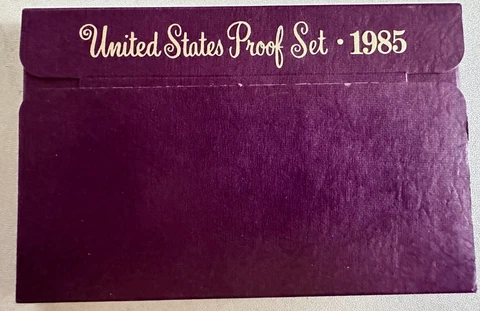 United States Proof Set · 1985